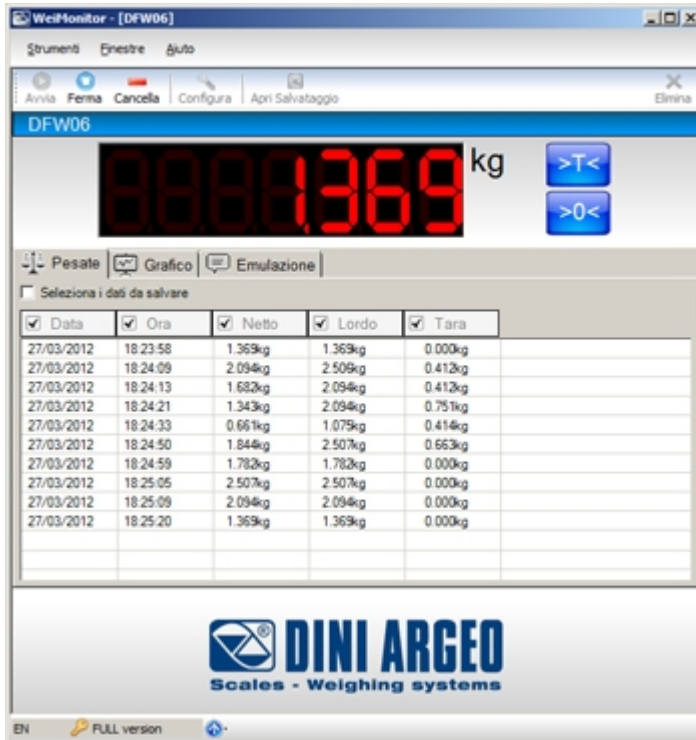 WeiMonitor - [DFW06]
Strumenti Finestre Aiuto
Avvia Ferma Cancella Configura Apri Salvataggio Elimina
DFW06
1.369 kg >T<
>0<
Pesate Grafico Emulazione
Seleziona i dati da salvare
Data Ora Netto Lordo Tara
27/03/2012 18:23:58 1.369kg 1.369kg 0.000kg
27/03/2012 18:24:09 2.094kg 2.506kg 0.412kg
27/03/2012 18:24:13 1.682kg 2.094kg 0.412kg
27/03/2012 18:24:21 1.343kg 2.094kg 0.751kg
27/03/2012 18:24:33 0.661kg 1.075kg 0.414kg
27/03/2012 18:24:50 1.844kg 2.507kg 0.663kg
27/03/2012 18:24:59 1.782kg 1.782kg 0.000kg
27/03/2012 18:25:05 2.507kg 2.507kg 0.000kg
27/03/2012 18:25:09 2.094kg 2.094kg 0.000kg
27/03/2012 18:25:20 1.369kg 1.369kg 0.000kg
DINI ARGEO
Scales - Weighing systems
EN FULL version